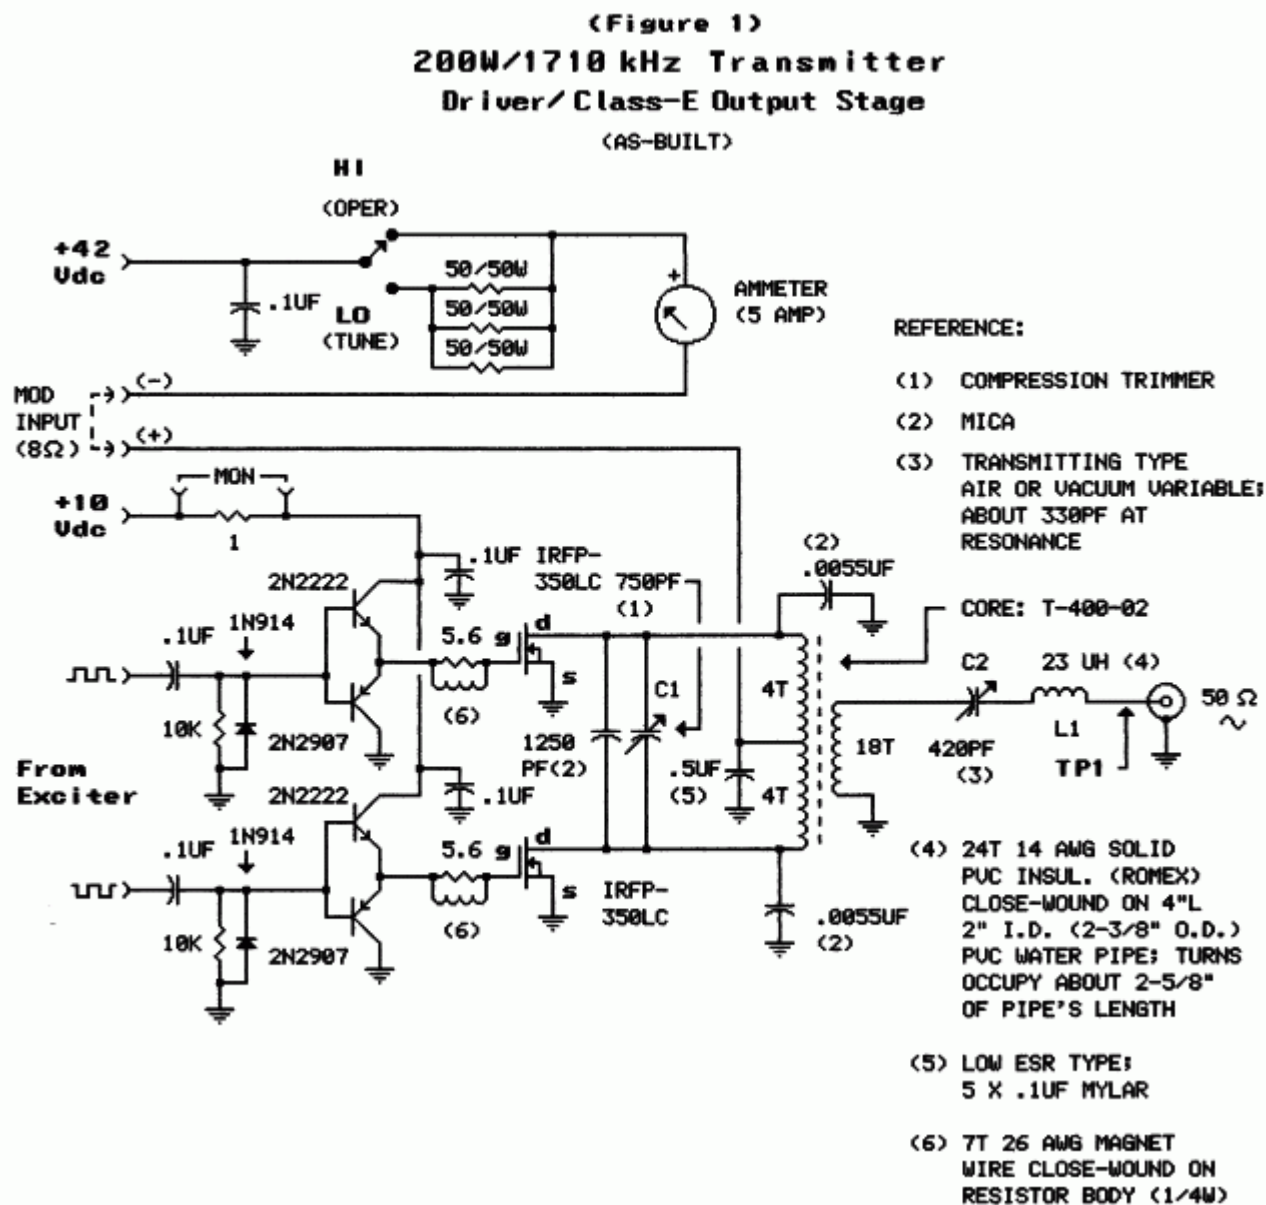 (Figure 1)
200W/1710 kHz Transmitter
Driver/Class-E Output Stage
(AS-BUILT)
HI
(OPER)
+42
Vdc
.1UF
LO
(TUNE)
50/50W
50/50W
50/50W
+
AMMETER
(5 AMP)
MOD
INPUT
(8Ω)
(-)
(+)
+10
Vdc
MON
1
2N2222
.1UF
IRFP-
350LC
750PF
(1)
(2)
.0055UF
.1UF
1N914
10K
2N2907
5.6
(6)
g
d
s
1250
PF(2)
C1
4T
4T
.5UF
(5)
18T
C2
420PF
(3)
23 UH (4)
L1
TP1
50 Ω
From
Exciter
2N2222
.1UF
.1UF
1N914
10K
2N2907
5.6
(6)
g
d
s
IRFP-
350LC
.0055UF
(2)
REFERENCE:
(1) COMPRESSION TRIMMER
(2) MICA
(3) TRANSMITTING TYPE
AIR OR VACUUM VARIABLE;
ABOUT 330PF AT
RESONANCE
CORE: T-400-02
(4) 24T 14 AWG SOLID
PVC INSUL. (ROMEX)
CLOSE-WOUND ON 4"L
2" I.D. (2-3/8" O.D.)
PVC WATER PIPE; TURNS
OCCUPY ABOUT 2-5/8"
OF PIPE'S LENGTH
(5) LOW ESR TYPE;
5 X .1UF MYLAR
(6) 7T 26 AWG MAGNET
WIRE CLOSE-WOUND ON
RESISTOR BODY (1/4W)